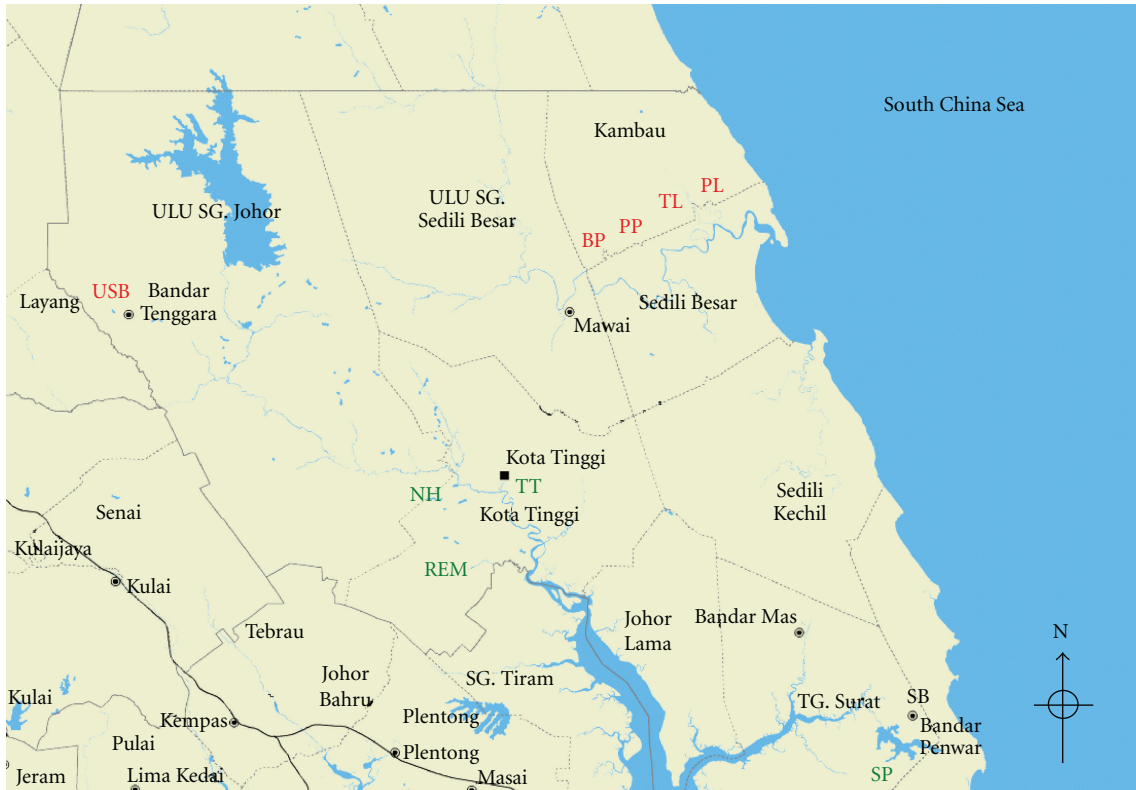 South China Sea
Kambau
PL
TL
ULU SG.
Sedili Besar
ULU SG. Johor
PP
BP
USB
Bandar
Tenggara
Layang
Sedili Besar
Mawai
Kota Tinggi
TT
NH
Kota Tinggi
Sedili
Kechil
Senai
Kulaijaya
Kulai
REM
Tebrau
Johor
Lama
Bandar Mas
N
Johor
Bahru
SG. Tiram
Kulai
Kempas
Plentong
TG. Surat
SB
Bandar
Penwar
Pulai
Plentong
Jeram
Lima Kedai
Masai
SP